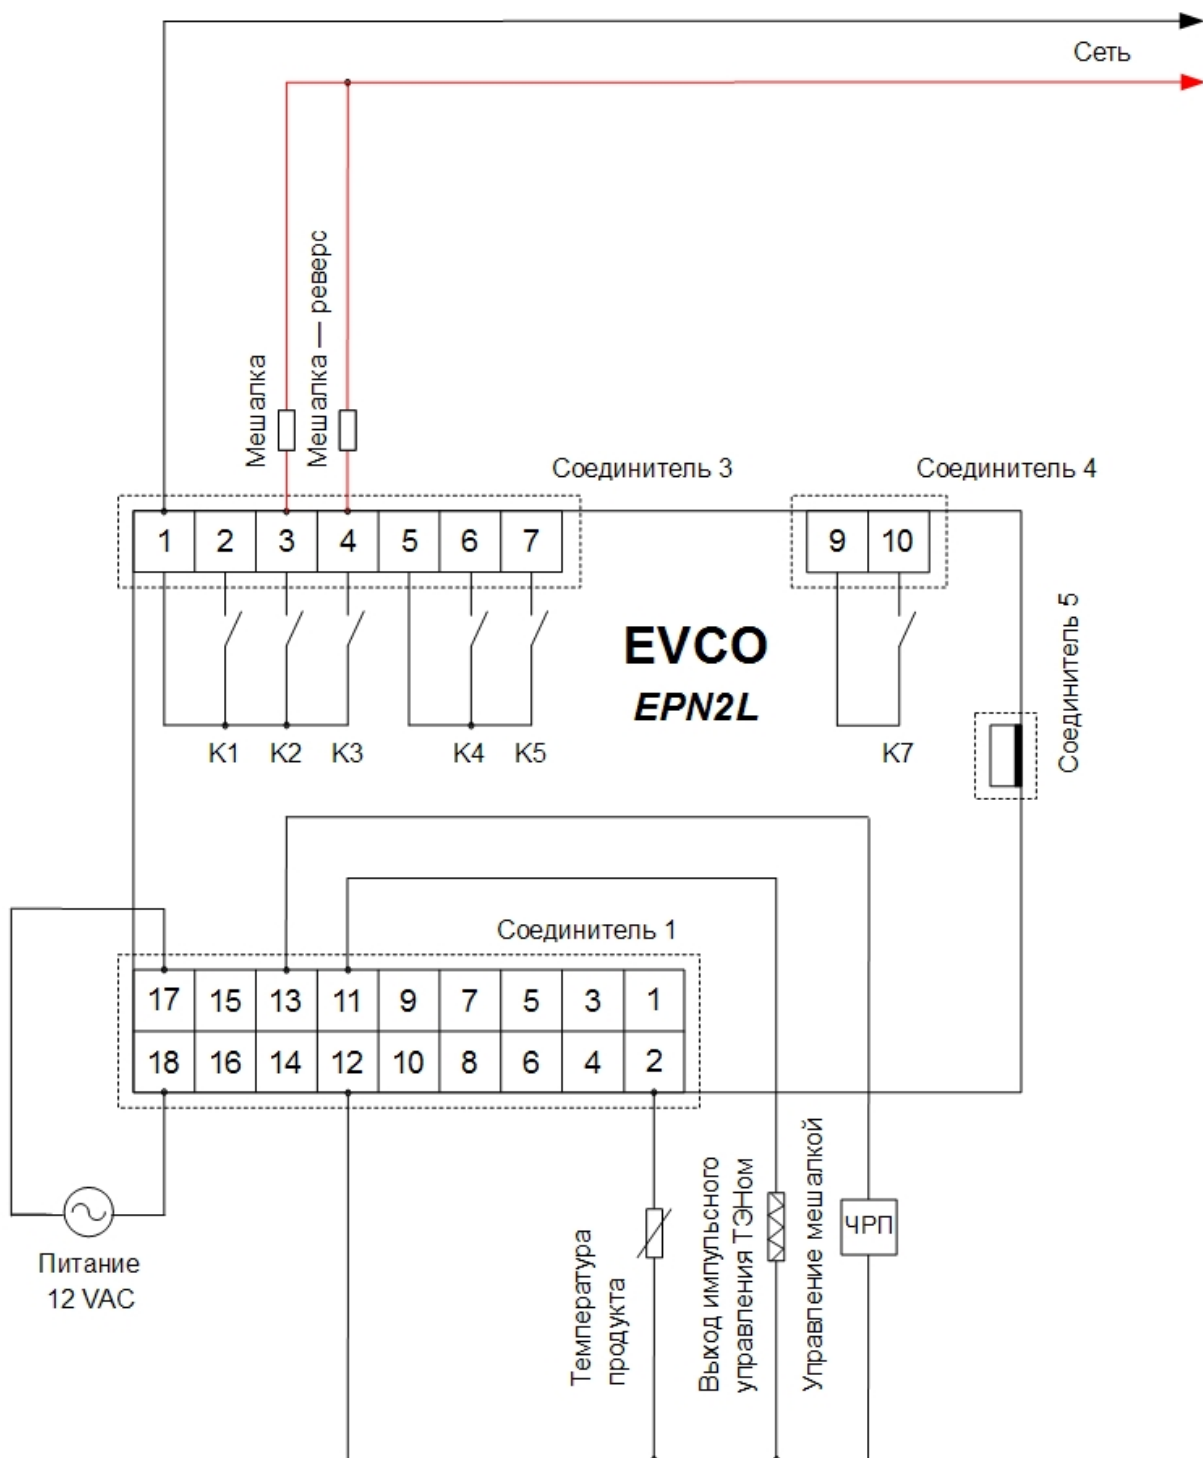 Сеть
Мешалка
Мешалка — реверс
Соединитель 3
Соединитель 4
1 2 3 4 5 6 7
9 10
EVCO
EPN2L
Соединитель 5
K1 K2 K3 K4 K5 K7
Соединитель 1
17 15 13 11 9 7 5 3 1
18 16 14 12 10 8 6 4 2
Питание
12 VAC
Температура
продукта
Выход импульсного
управления ТЭНом
Управление мешалкой
ЧРП